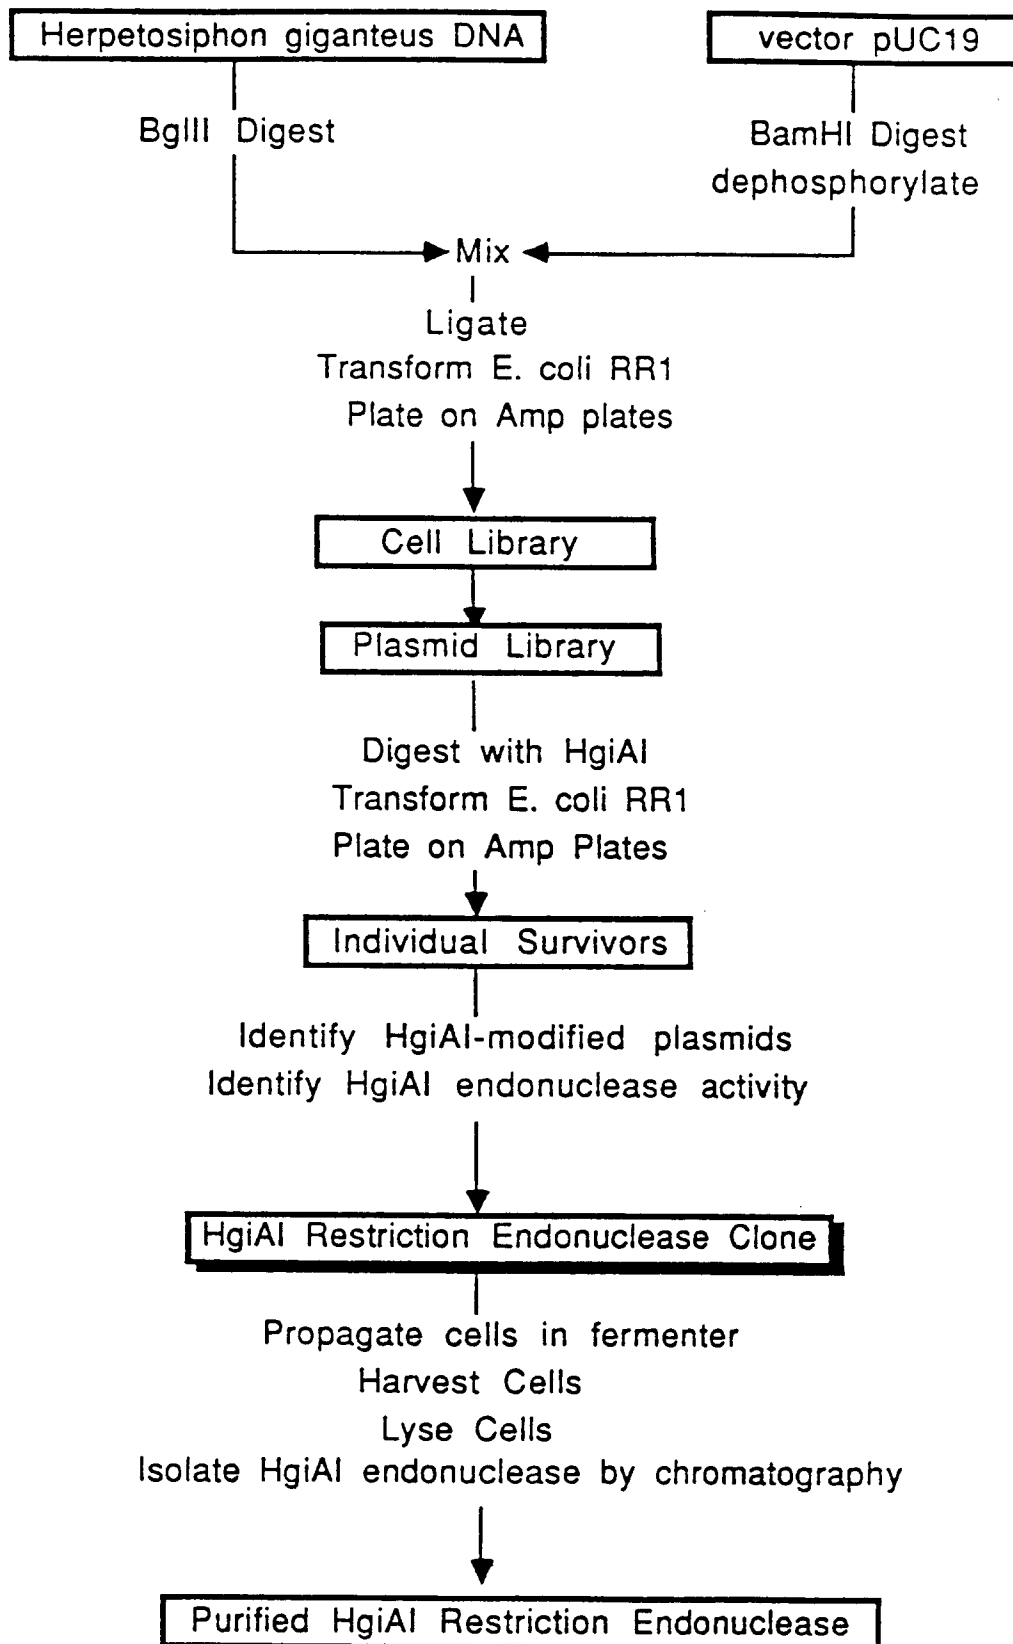 Herpetosiphon giganteus DNA
vector pUC19
BglII Digest
BamHI Digest
dephosphorylate
Mix
Ligate
Transform E. coli RR1
Plate on Amp plates
Cell Library
Plasmid Library
Digest with HgiAI
Transform E. coli RR1
Plate on Amp Plates
Individual Survivors
Identify HgiAI-modified plasmids
Identify HgiAI endonuclease activity
HgiAI Restriction Endonuclease Clone
Propagate cells in fermenter
Harvest Cells
Lyse Cells
Isolate HgiAI endonuclease by chromatography
Purified HgiAI Restriction Endonuclease